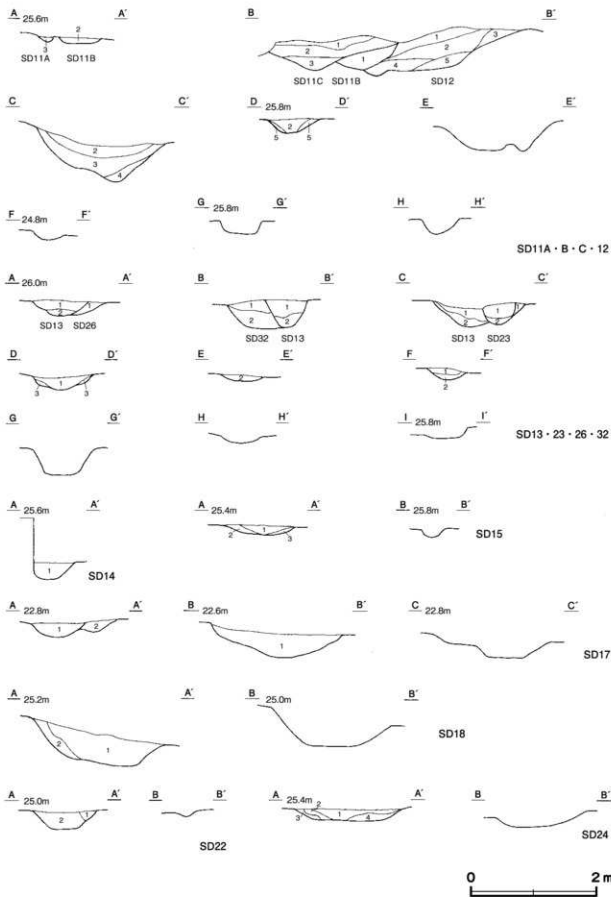 A 25.6m A´ B B´
2 1 1 3
1 2
3 3 1 4 5
SD11A SD11B SD11C SD11B SD12
C C´ D 25.8m D´ E E´
2 2
3 5 5
4
F 24.8m F´ G 25.8m G´ H H´
SD11A・B・C・12
A 26.0m A´ B B´ C C´
1 1 1 1 1 1 1
2 2 2 2 2
SD13 SD26 SD32 SD13 SD13 SD23
D D´ E E´ F F´
1 2 1
3 3 2
G G´ H H´ I 25.8m I´
SD13・23・26・32
A 25.6m A´ A 25.4m A´ B 25.8m B´
2 1 3
SD15
1
SD14
A 22.8m A´ B 22.6m B´ C 22.8m C´
1 2 1
SD17
A 25.2m A´ B 25.0m B´
2 1
SD18
A 25.0m A´ B B´ A 25.4m A´ B B´
2 1 2 3 1 4
SD22 SD24
0 2 m